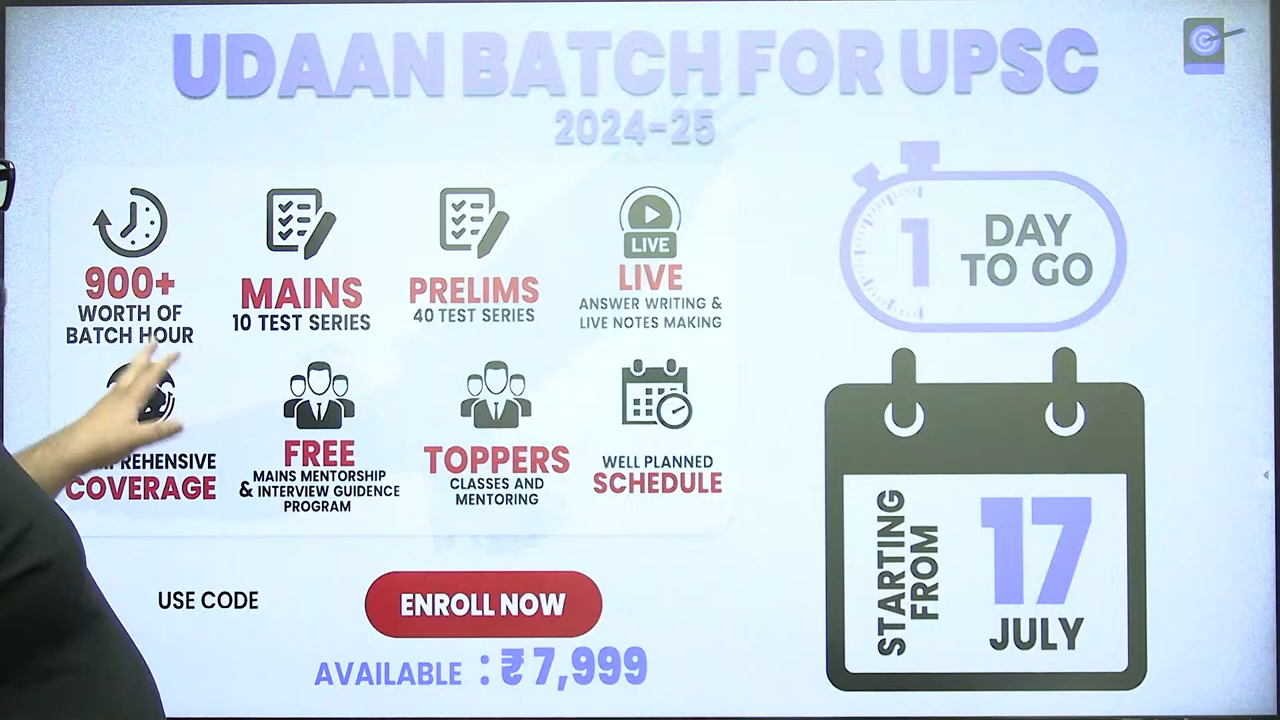 UDAAN BATCH FOR UPSC
2024-25
900+
WORTH OF
BATCH HOUR
MAINS
10 TEST SERIES
PRELIMS
40 TEST SERIES
LIVE
LIVE
ANSWER WRITING &
LIVE NOTES MAKING
COVERAGE
FREE
MAINS MENTORSHIP
& INTERVIEW GUIDENCE
PROGRAM
TOPPERS
CLASSES AND
MENTORING
WELL PLANNED
SCHEDULE
USE CODE
ENROLL NOW
AVAILABLE : ₹ 7,999
1 DAY
TO GO
STARTING
FROM
17
JULY